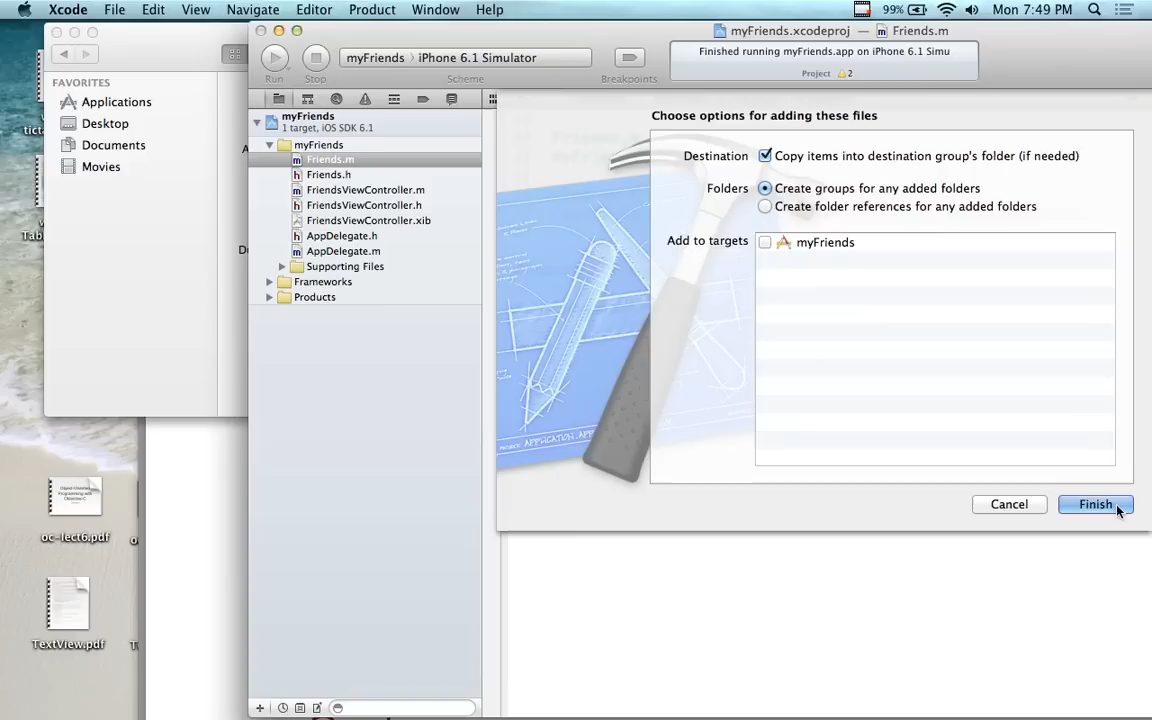 Xcode File Edit View Navigate Editor Product Window Help 99% Mon 7:49 PM
myFriends.xcodeproj — Friends.m
myFriends › iPhone 6.1 Simulator
Finished running myFriends.app on iPhone 6.1 Simu
Project 2
Run Stop Scheme Breakpoints
FAVORITES
Applications
Desktop
Documents
Movies
myFriends
1 target, iOS SDK 6.1
myFriends
m Friends.m
h Friends.h
m FriendsViewController.m
h FriendsViewController.h
FriendsViewController.xib
h AppDelegate.h
m AppDelegate.m
Supporting Files
Frameworks
Products
Choose options for adding these files
Destination Copy items into destination group's folder (if needed)
Folders Create groups for any added folders
Create folder references for any added folders
Add to targets myFriends
Cancel Finish
Object-Oriented
Programming with
Objective-C
oc-lect6.pdf
TextView.pdf